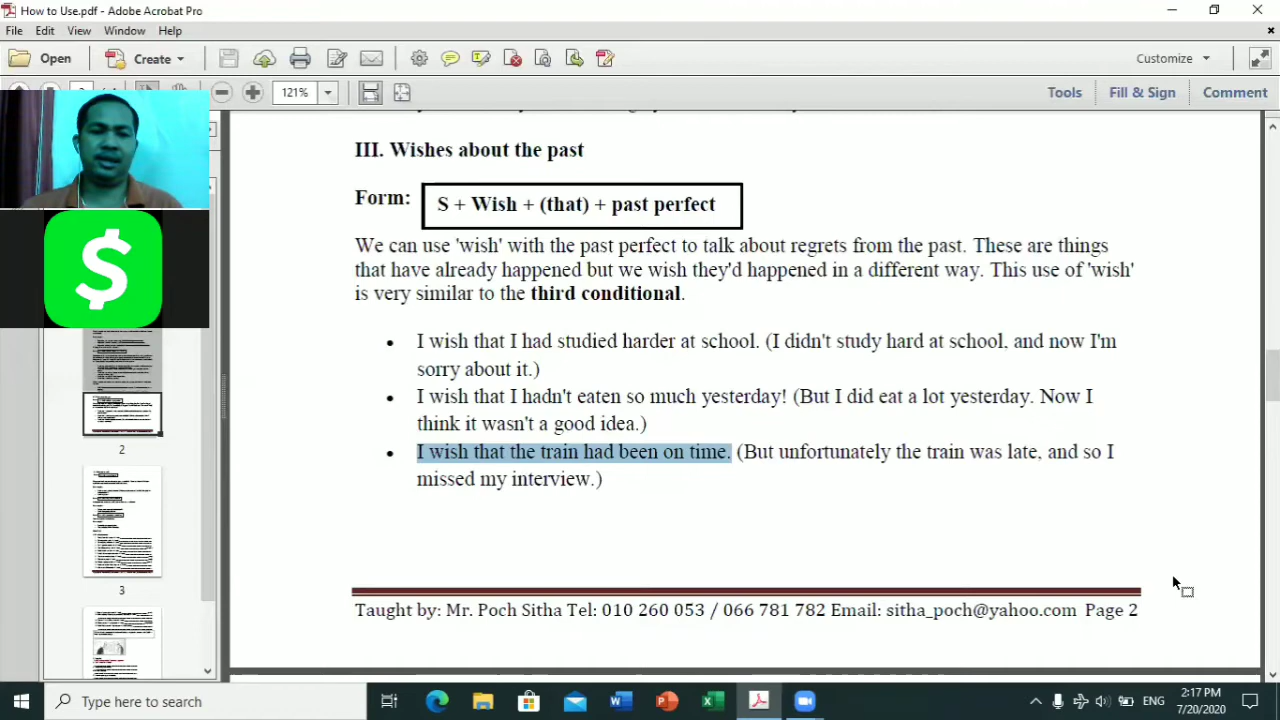 How to Use.pdf - Adobe Acrobat Pro
File Edit View Window Help
Open Create Customize
121% Tools Fill & Sign Comment
III. Wishes about the past
Form: S + Wish + (that) + past perfect
We can use 'wish' with the past perfect to talk about regrets from the past. These are things
that have already happened but we wish they'd happened in a different way. This use of 'wish'
is very similar to the third conditional.
• I wish that I had studied harder at school. (I didn't study hard at school, and now I'm
sorry about it.)
• I wish that I hadn't eaten so much yesterday! (But I did eat a lot yesterday. Now I
think it wasn't a good idea.)
• I wish that the train had been on time. (But unfortunately the train was late, and so I
missed my interview.)
Taught by: Mr. Poch Sitha Tel: 010 260 053 / 066 781 782 Email: sitha_poch@yahoo.com Page 2
2
3
Type here to search
ENG
2:17 PM
7/20/2020